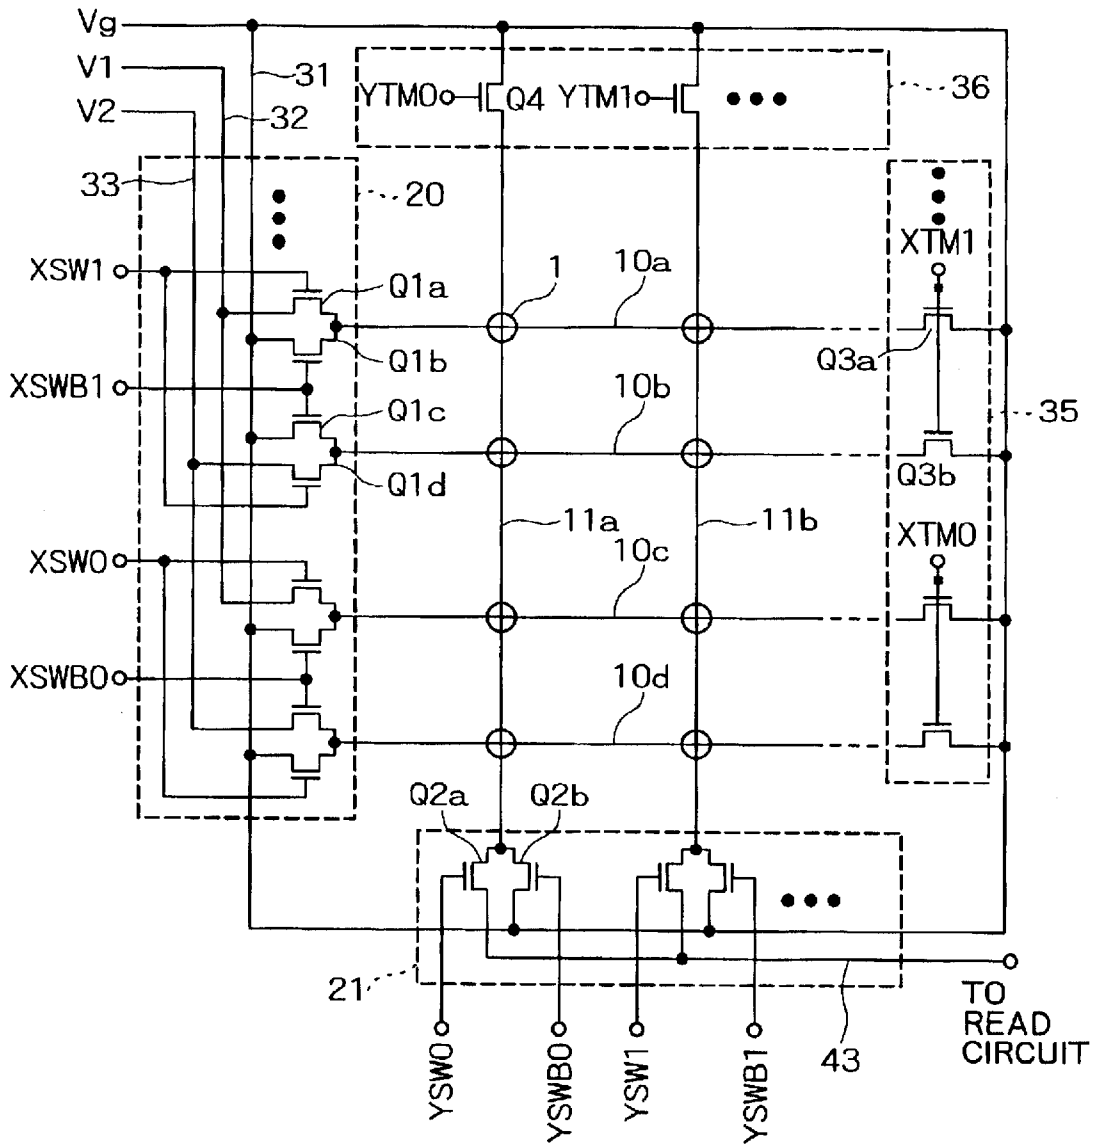 Vg
V1
V2
31
32
33
YTM0
Q4
YTM1
36
20
XTM1
XSW1
Q1a
1
10a
Q1b
Q3a
XSWB1
Q1c
10b
35
Q1d
Q3b
11a
11b
XTM0
XSW0
10c
XSWB0
10d
Q2a
Q2b
21
43
TO
READ
CIRCUIT
YSW0
YSWB0
YSW1
YSWB1